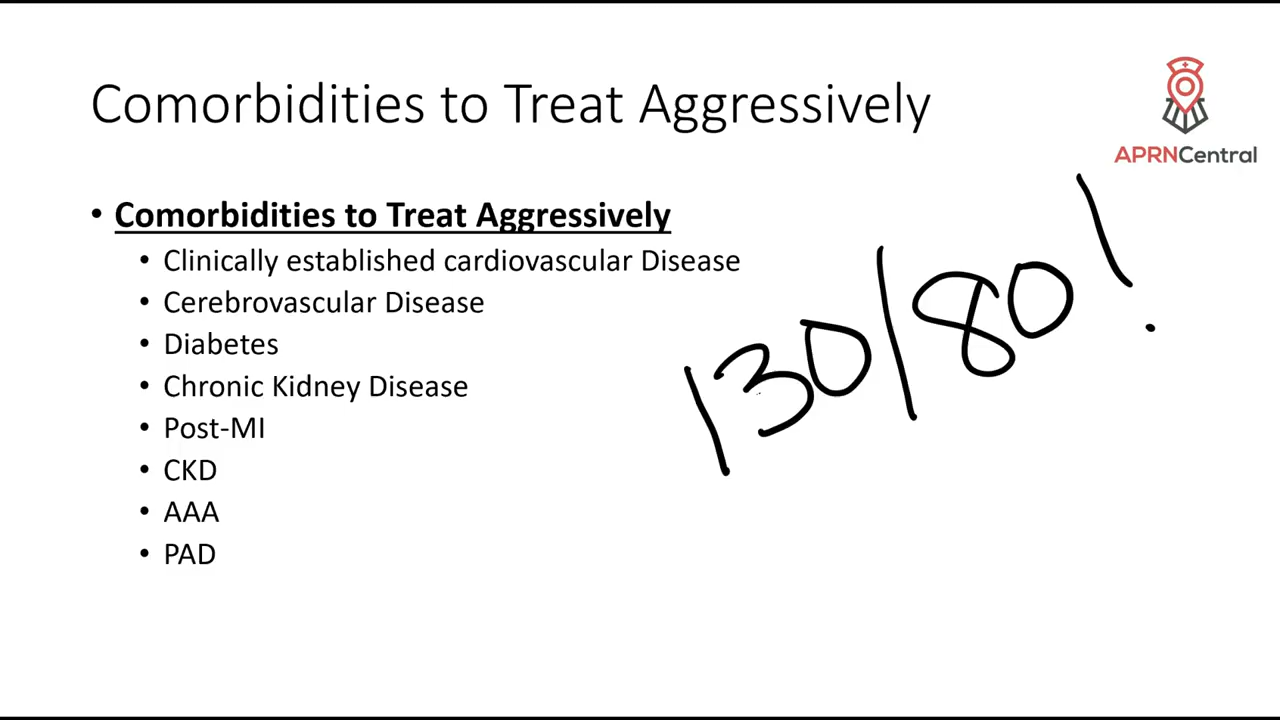 Comorbidities to Treat Aggressively
APRNCentral
• Comorbidities to Treat Aggressively
• Clinically established cardiovascular Disease
• Cerebrovascular Disease
• Diabetes
• Chronic Kidney Disease
• Post-MI
• CKD
• AAA
• PAD
130/80!